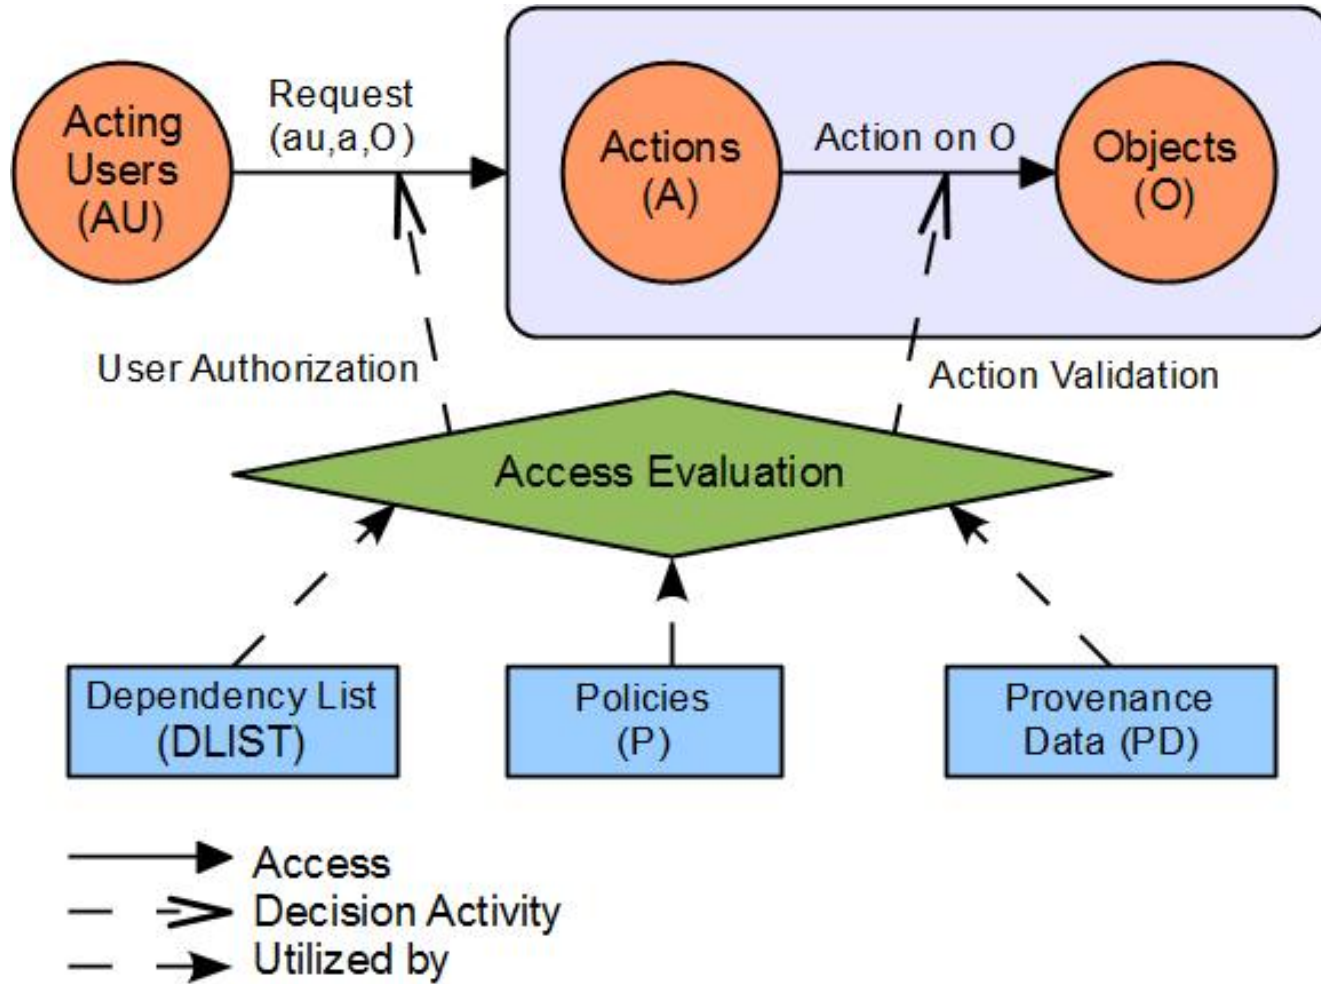 Acting
Users
(AU)
Request
(au,a,O)
Actions
(A)
Action on O
Objects
(O)
User Authorization
Action Validation
Access Evaluation
Dependency List
(DLIST)
Policies
(P)
Provenance
Data (PD)
Access
Decision Activity
Utilized by